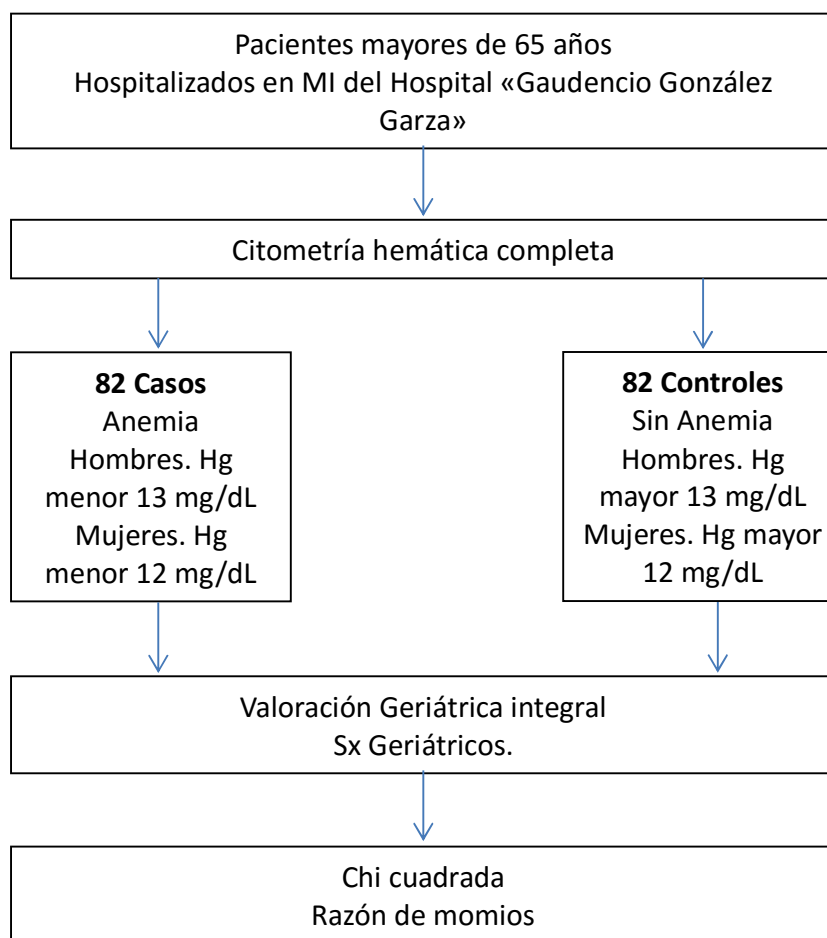 Pacientes mayores de 65 años
Hospitalizados en MI del Hospital «Gaudencio González
Garza»
Citometría hemática completa
82 Casos
Anemia
Hombres. Hg
menor 13 mg/dL
Mujeres. Hg
menor 12 mg/dL
82 Controles
Sin Anemia
Hombres. Hg
mayor 13 mg/dL
Mujeres. Hg mayor
12 mg/dL
Valoración Geriátrica integral
Sx Geriátricos.
Chi cuadrada
Razón de momios